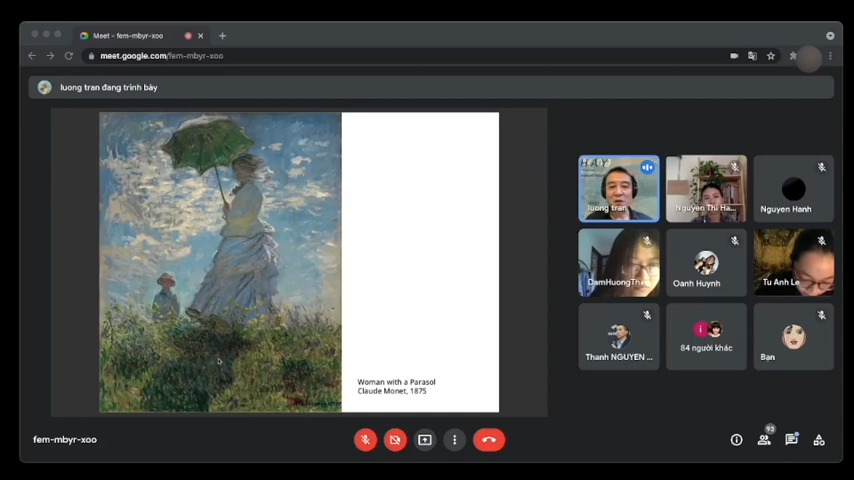 Meet - fem-mbyr-xoo
meet.google.com/fem-mbyr-xoo
luong tran đang trình bày
HAY
luong tran
Nguyen Thi Ha...
Nguyen Hanh
DamHuongTh
Oanh Huynh
Tu Anh Le
Thanh NGUYEN ...
i
84 người khác
Bạn
Woman with a Parasol
Claude Monet, 1875
fem-mbyr-xoo
93